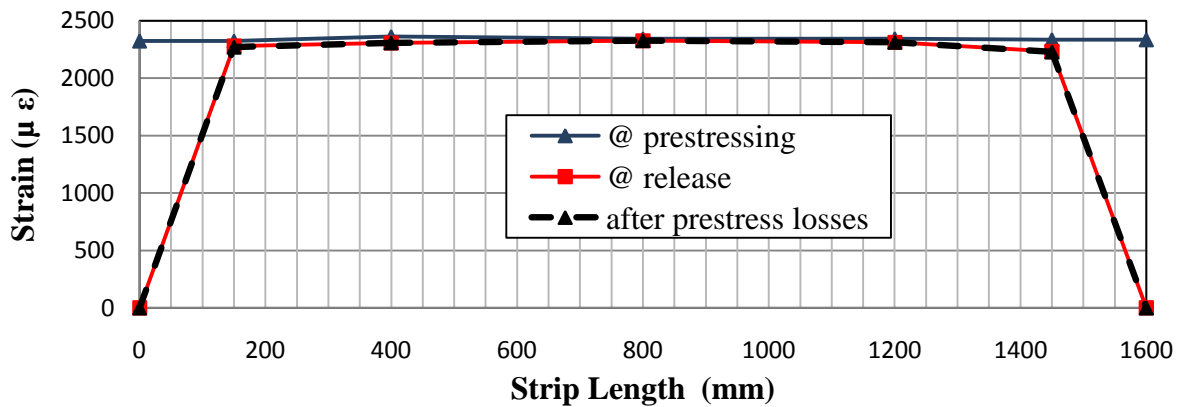 2500
2000
1500
1000
500
0
Strain (µ ε)
@ prestressing
@ release
after prestress losses
0 200 400 600 800 1000 1200 1400 1600
Strip Length (mm)